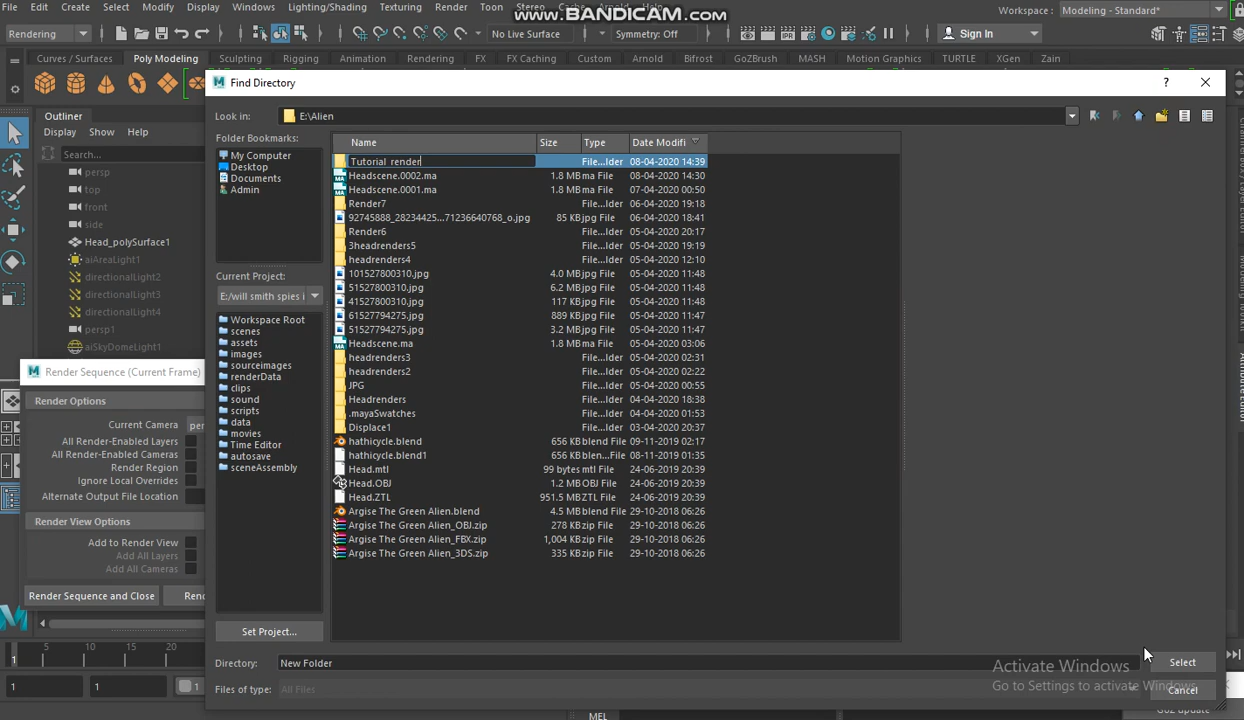 File Edit Create Select Modify Display Windows Lighting/Shading Texturing Render Toon Stereo Cache Arnold Help
www.BANDICAM.com
Workspace: Modeling - Standard*
Rendering No Live Surface Symmetry: Off Sign In
Curves / Surfaces Poly Modeling Sculpting Rigging Animation Rendering FX FX Caching Custom Arnold Bifrost GoZBrush MASH Motion Graphics TURTLE XGen Zain
Find Directory ?
Outliner
Display Show Help
Search...
persp
top
front
side
Head_polySurface1
aiAreaLight1
directionalLight2
directionalLight3
directionalLight4
persp1
aiSkyDomeLight1
Look in: E:\Alien
Folder Bookmarks:
My Computer
Desktop
Documents
Admin
Current Project:
E:/will smith spies i
Workspace Root
scenes
assets
images
sourceimages
renderData
clips
sound
scripts
data
movies
Time Editor
autosave
sceneAssembly
Set Project...
Name Size Type Date Modifi
Tutorial render File...lder 08-04-2020 14:39
Headscene.0002.ma 1.8 MB ma File 08-04-2020 14:30
Headscene.0001.ma 1.8 MB ma File 07-04-2020 00:50
Render7 File...lder 06-04-2020 19:18
92745888_28234425...71236640768_o.jpg 85 KB jpg File 06-04-2020 18:41
Render6 File...lder 05-04-2020 20:17
3headrenders5 File...lder 05-04-2020 19:19
headrenders4 File...lder 05-04-2020 12:10
101527800310.jpg 4.0 MB jpg File 05-04-2020 11:48
51527800310.jpg 6.2 MB jpg File 05-04-2020 11:48
41527800310.jpg 117 KB jpg File 05-04-2020 11:48
61527794275.jpg 889 KB jpg File 05-04-2020 11:47
51527794275.jpg 3.2 MB jpg File 05-04-2020 11:47
Headscene.ma 1.8 MB ma File 05-04-2020 03:06
headrenders3 File...lder 05-04-2020 02:31
headrenders2 File...lder 05-04-2020 02:22
JPG File...lder 05-04-2020 00:55
Headrenders File...lder 04-04-2020 18:38
.mayaSwatches File...lder 04-04-2020 01:53
Displace1 File...lder 03-04-2020 20:37
hathicycle.blend 656 KB blend File 09-11-2019 02:17
hathicycle.blend1 656 KB blen...File 08-11-2019 01:35
Head.mtl 99 bytes mtl File 24-06-2019 20:39
Head.OBJ 1.2 MB OBJ File 24-06-2019 20:39
Head.ZTL 951.5 MB ZTL File 24-06-2019 20:39
Argise The Green Alien.blend 4.5 MB blend File 29-10-2018 06:26
Argise The Green Alien_OBJ.zip 278 KB zip File 29-10-2018 06:26
Argise The Green Alien_FBX.zip 1,004 KB zip File 29-10-2018 06:26
Argise The Green Alien_3DS.zip 335 KB zip File 29-10-2018 06:26
Directory: New Folder Select
Files of type: All Files Cancel
Activate Windows
Go to Settings to activate Windows.
Render Sequence (Current Frame)
Render Options
Current Camera per
All Render-Enabled Layers
All Render-Enabled Cameras
Render Region
Ignore Local Overrides
Alternate Output File Location
Render View Options
Add to Render View
Add All Layers
Add All Cameras
Render Sequence and Close Ren
1 5 10 15 20
1 1 1
MEL
GoZ update